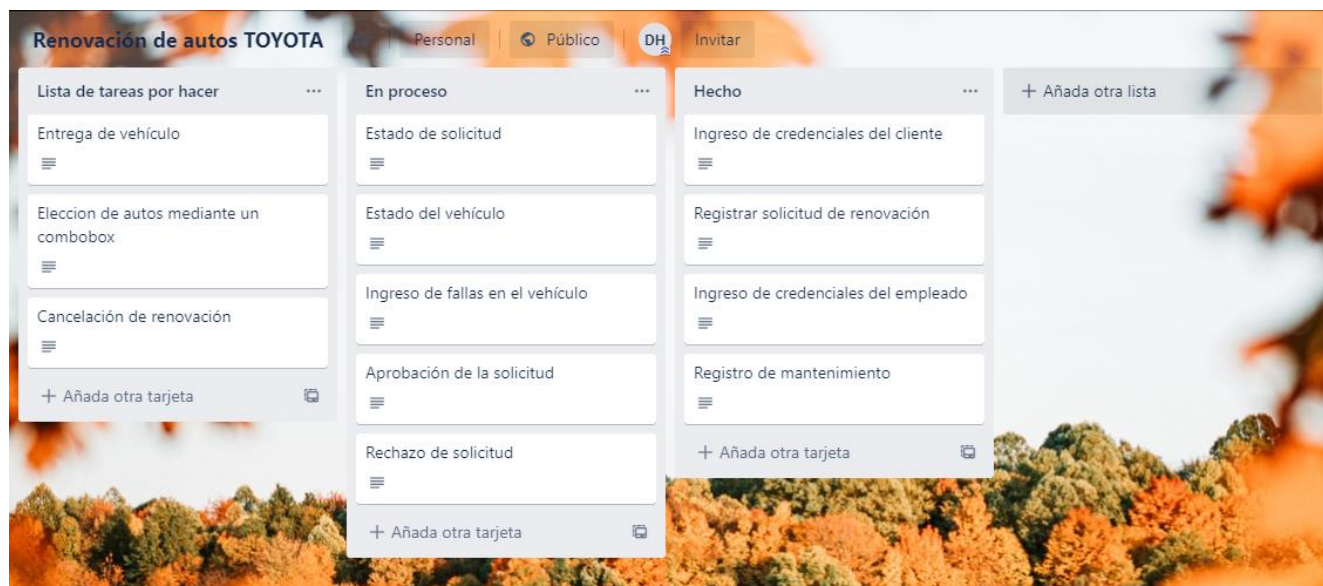 Renovación de autos TOYOTA
Personal
Público
DH
Invitar
Lista de tareas por hacer
Entrega de vehículo
Eleccion de autos mediante un
combobox
Cancelación de renovación
+ Añada otra tarjeta
En proceso
Estado de solicitud
Estado del vehículo
Ingreso de fallas en el vehículo
Aprobación de la solicitud
Rechazo de solicitud
+ Añada otra tarjeta
Hecho
Ingreso de credenciales del cliente
Registrar solicitud de renovación
Ingreso de credenciales del empleado
Registro de mantenimiento
+ Añada otra tarjeta
+ Añada otra lista